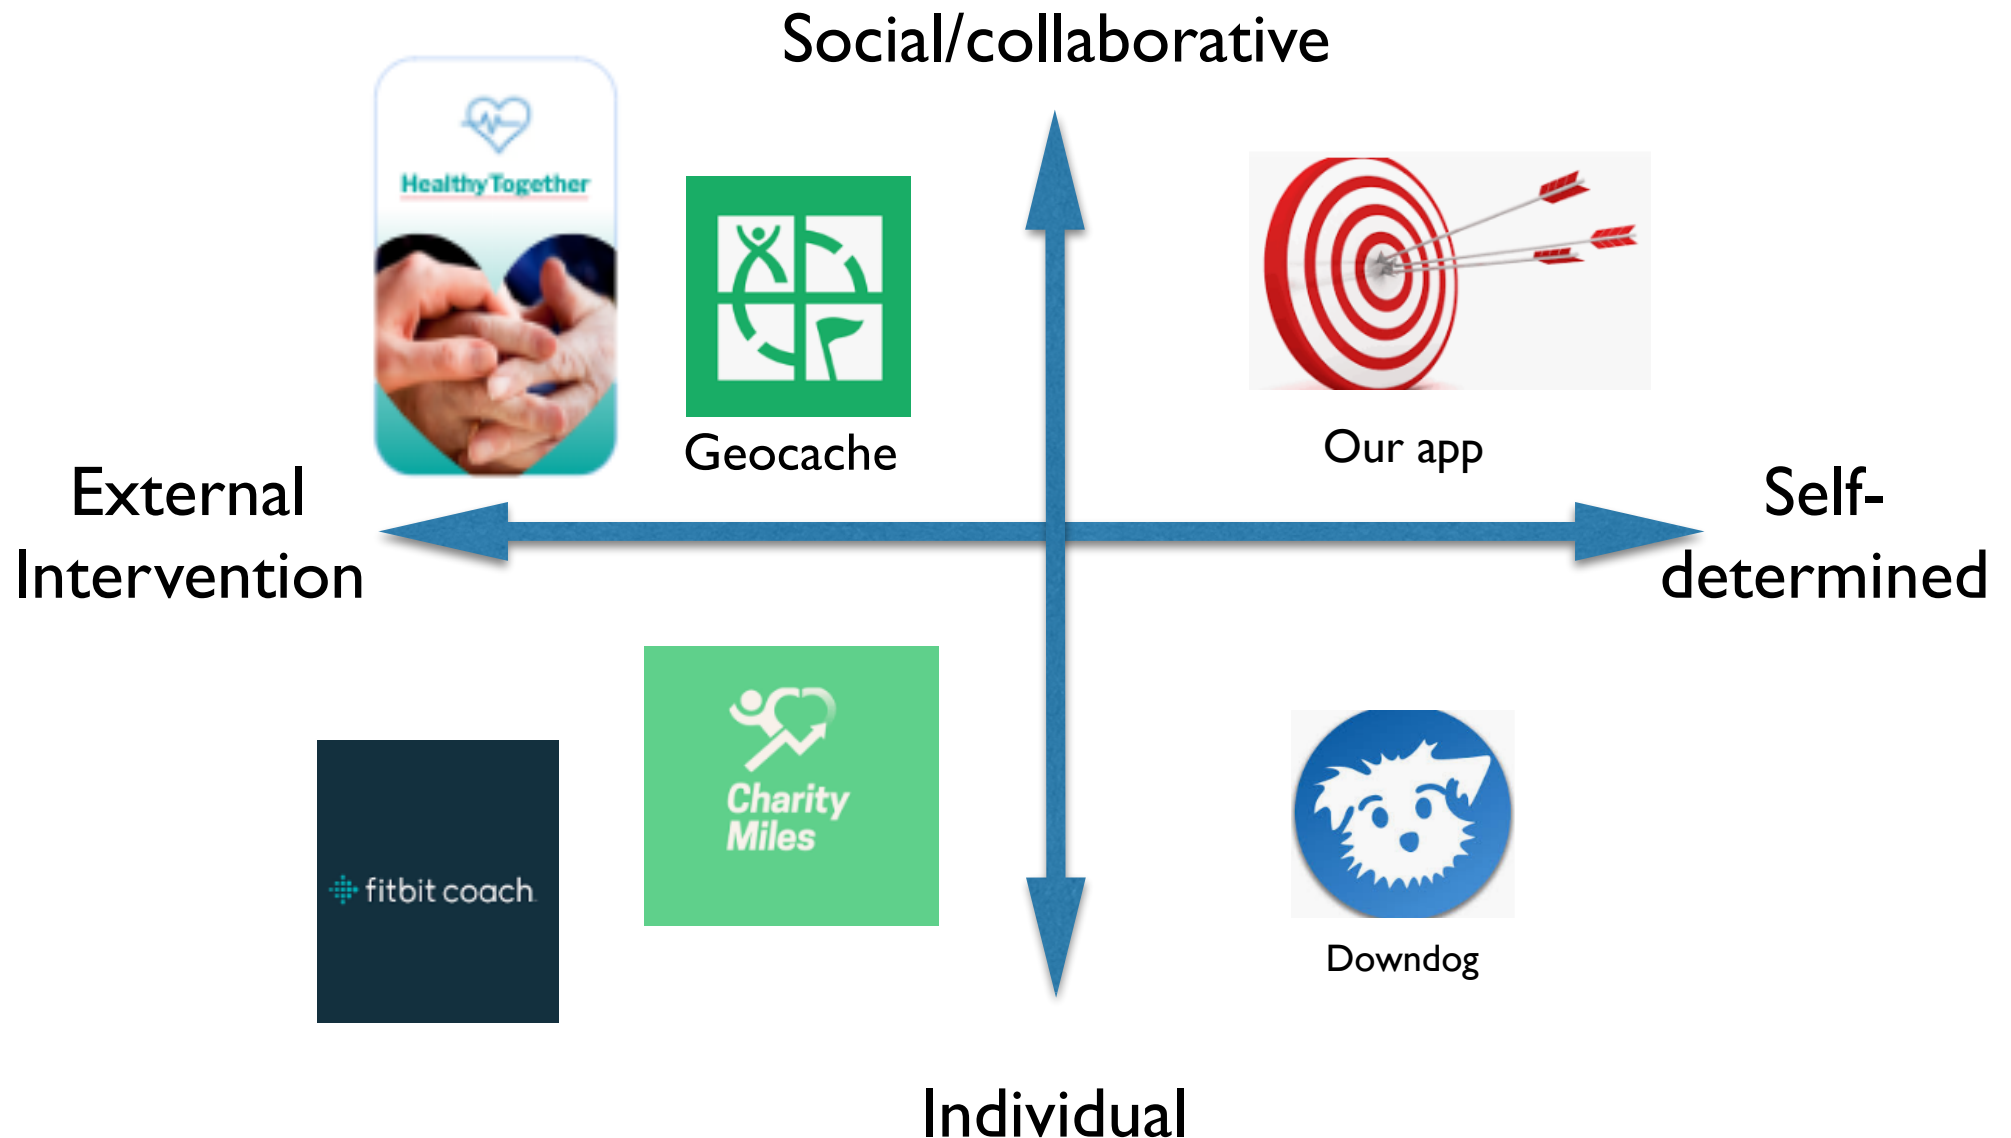 Social/collaborative
HealthyTogether
Geocache
Our app
External
Intervention
Self-
determined
Charity
Miles
fitbit coach
Downdog
Individual